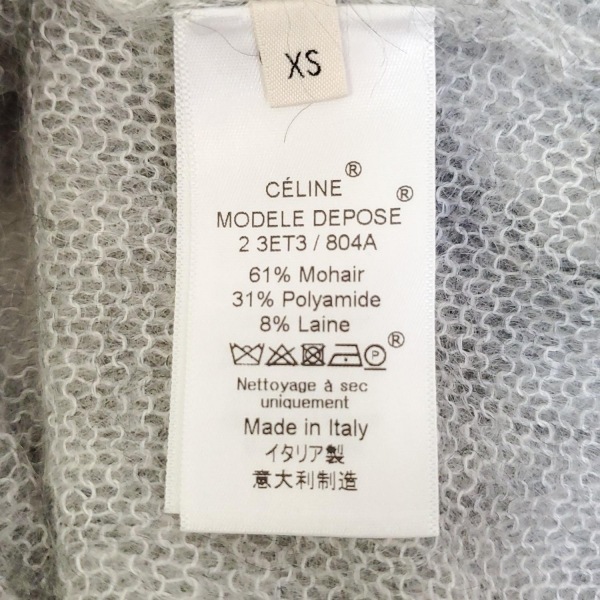 XS
CÉLINE®
MODELE DEPOSE®
2 3ET3 / 804A
61% Mohair
31% Polyamide
8% Laine
®
Nettoyage à sec
uniquement
Made in Italy
イタリア製
意大利制造